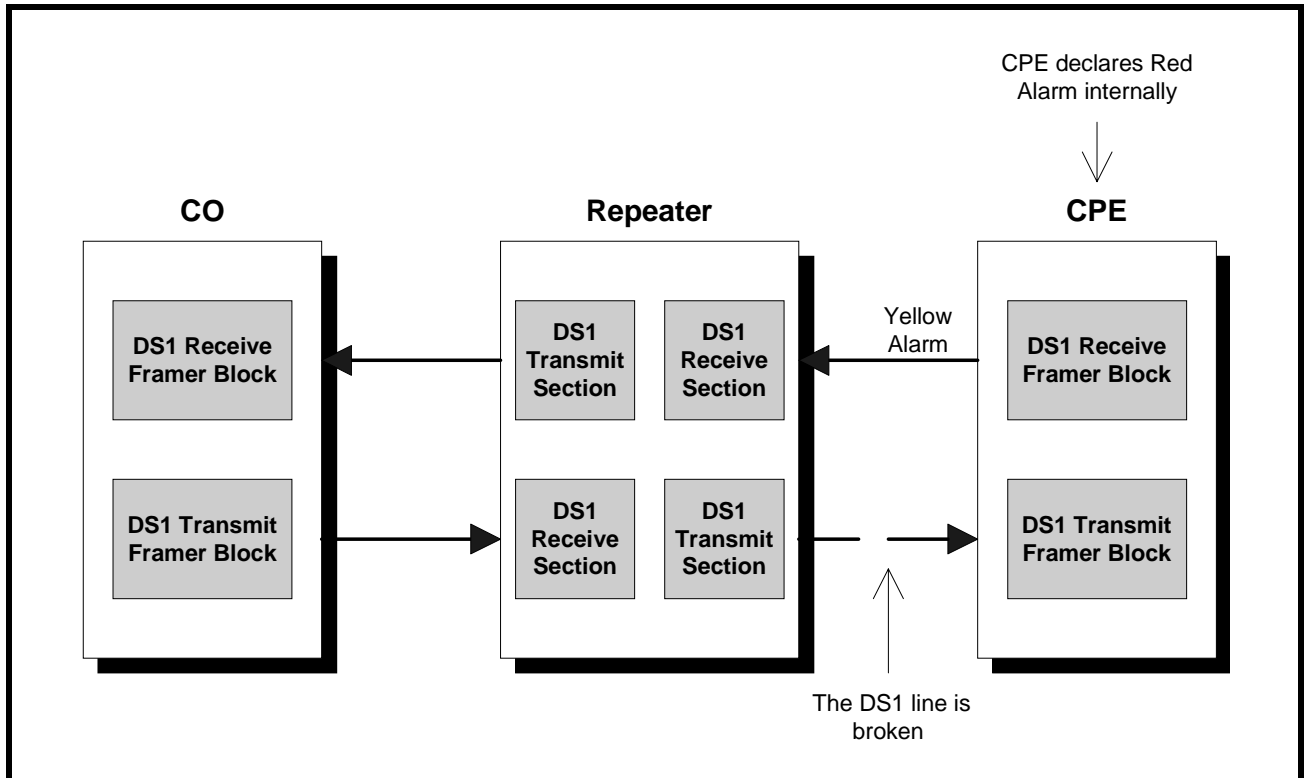 CPE declares Red
Alarm internally
CO
Repeater
CPE
DS1 Receive
Framer Block
DS1
Transmit
Section
DS1
Receive
Section
Yellow
Alarm
DS1 Receive
Framer Block
DS1 Transmit
Framer Block
DS1
Receive
Section
DS1
Transmit
Section
DS1 Transmit
Framer Block
The DS1 line is
broken